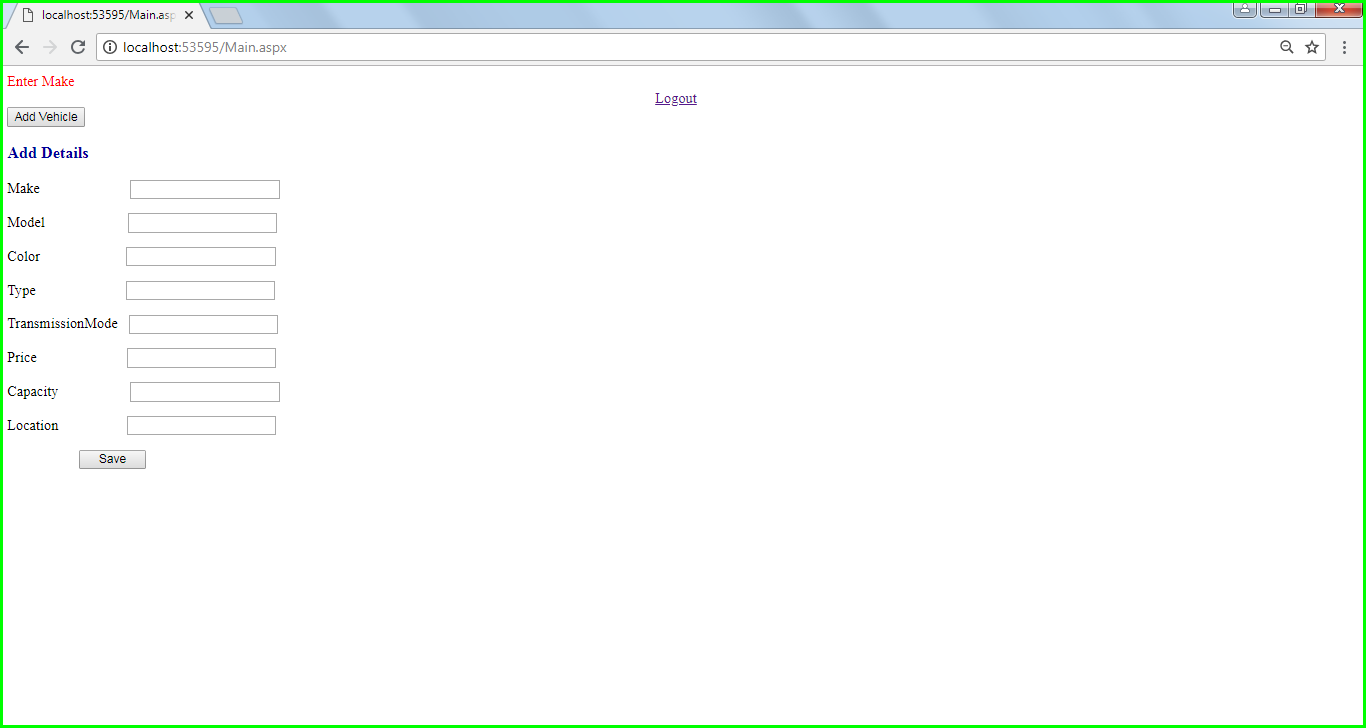 localhost:53595/Main.asp
localhost:53595/Main.aspx
Enter Make
Logout
Add Vehicle
Add Details
Make
Model
Color
Type
TransmissionMode
Price
Capacity
Location
Save